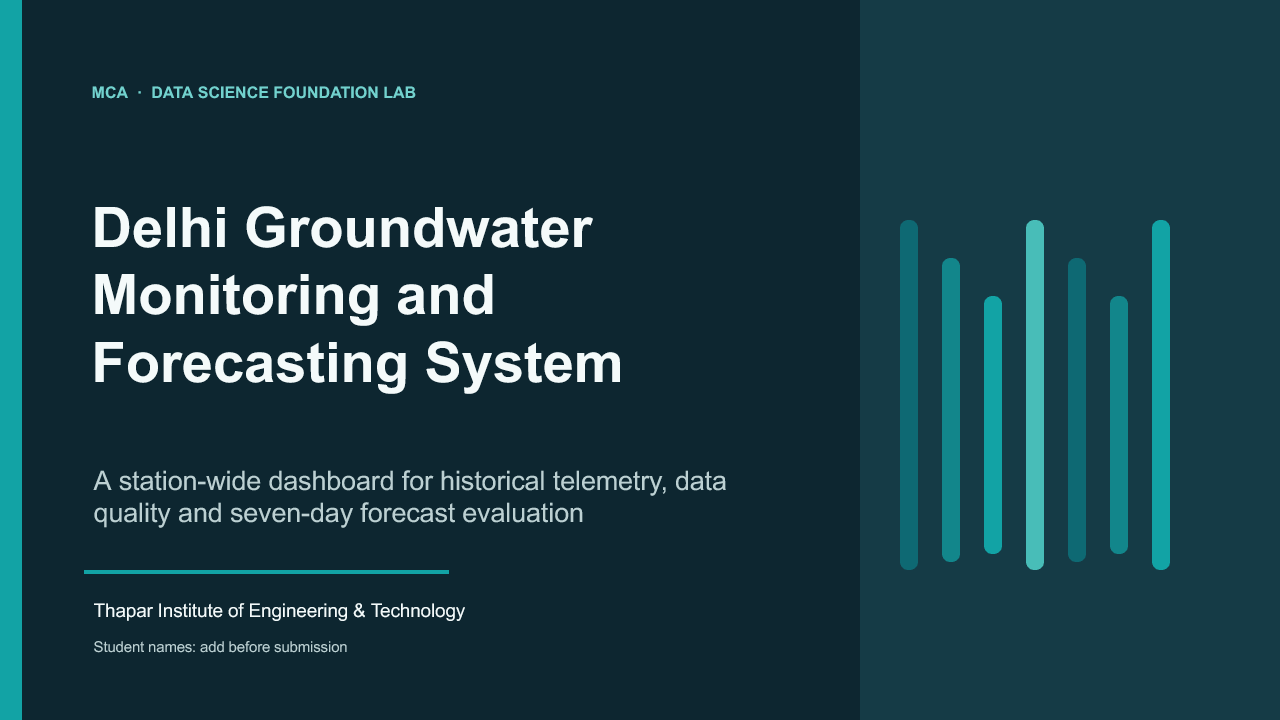 MCA · DATA SCIENCE FOUNDATION LAB
Delhi Groundwater
Monitoring and
Forecasting System
A station-wide dashboard for historical telemetry, data
quality and seven-day forecast evaluation
Thapar Institute of Engineering & Technology
Student names: add before submission